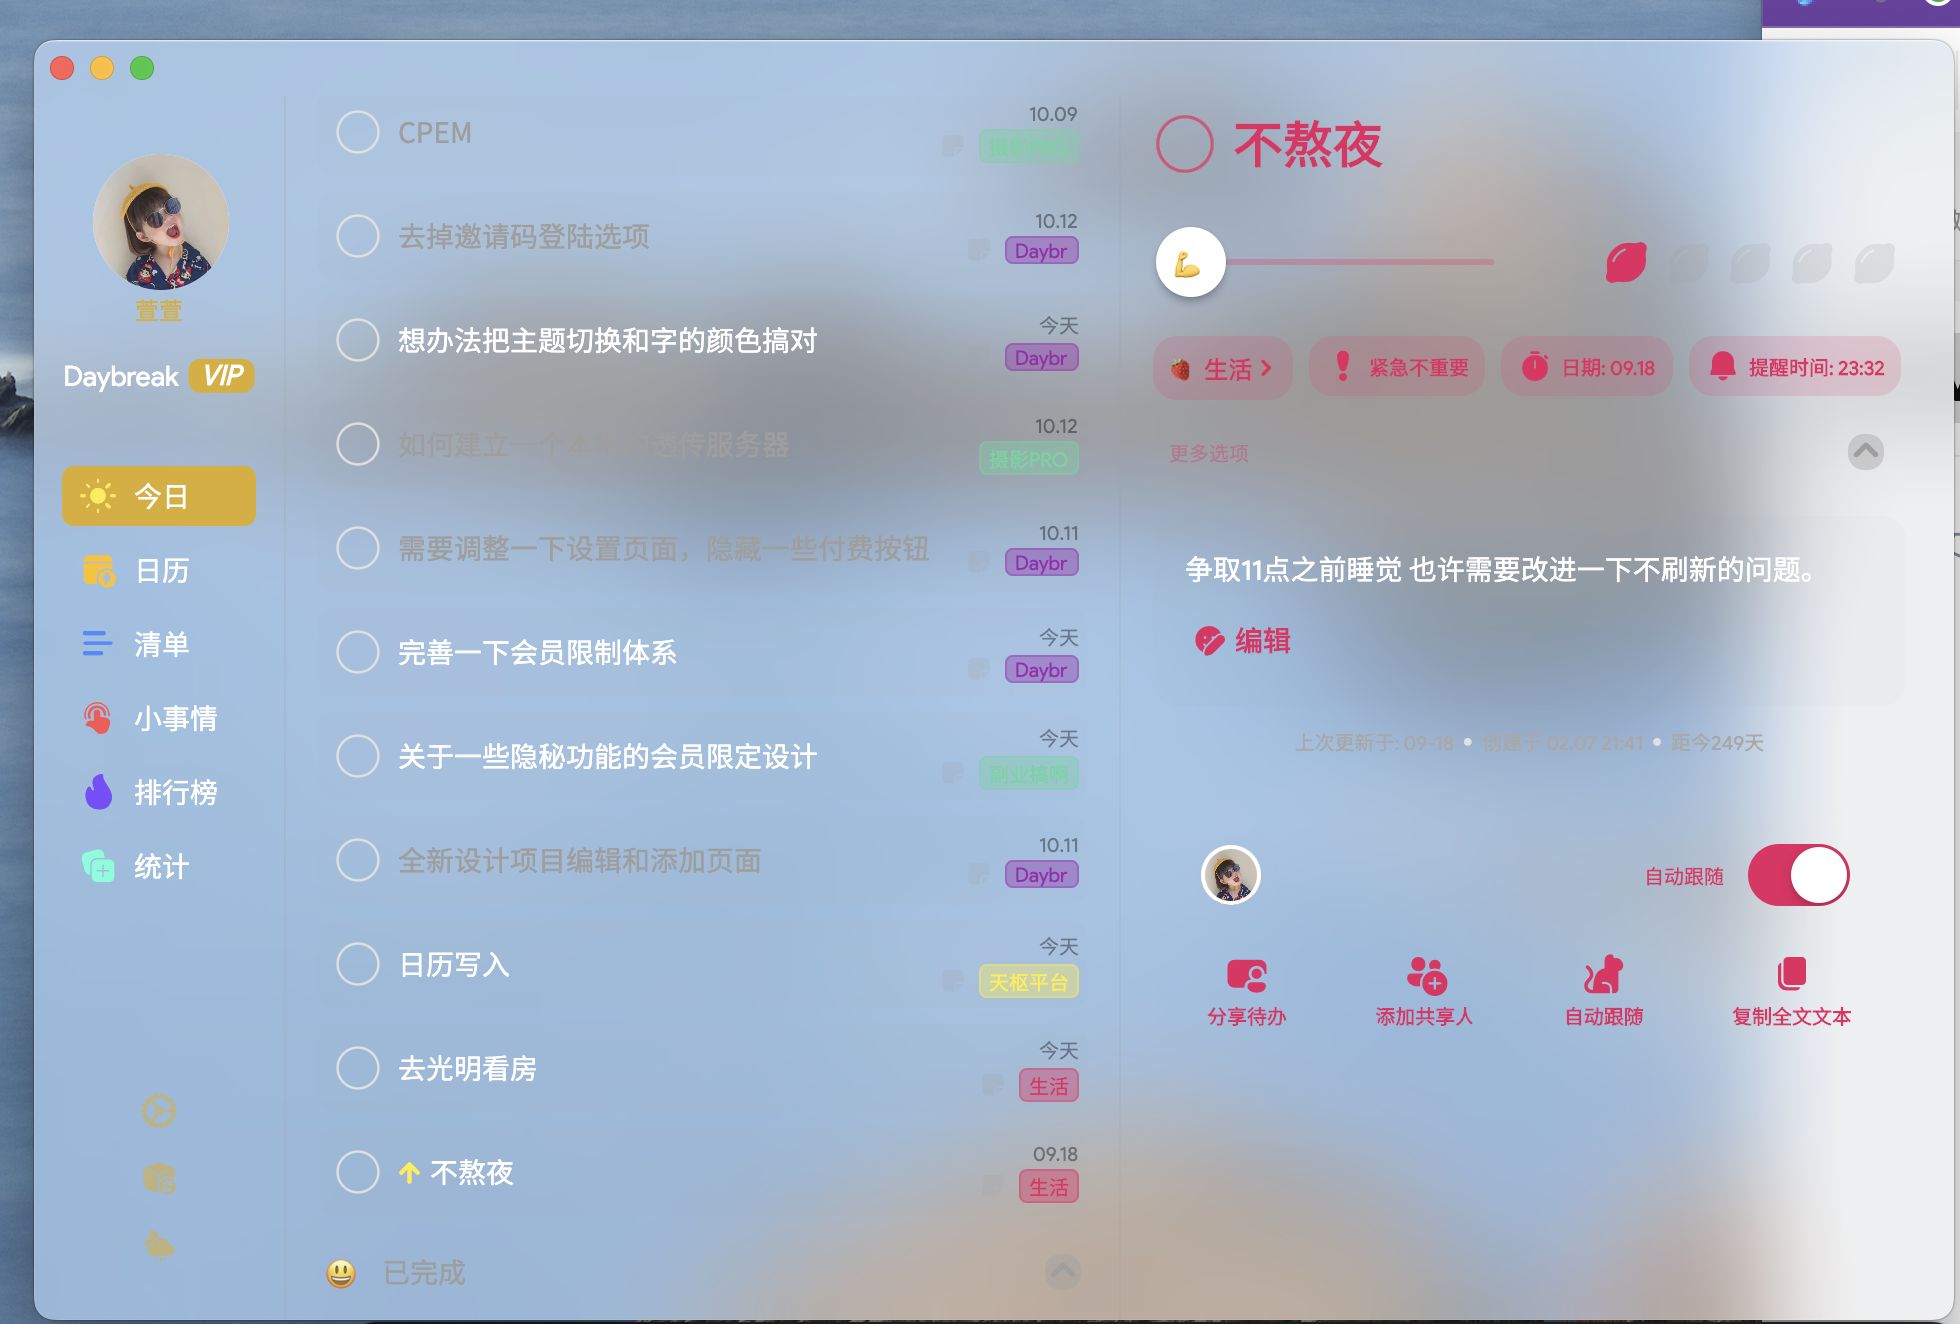 萱萱
Daybreak VIP
今日
日历
清单
小事情
排行榜
统计
CPEM
10.09
去掉邀请码登陆选项
10.12
Daybr
想办法把主题切换和字的颜色搞对
今天
Daybr
如何建立一个
透传服务器
10.12
摄影PRO
需要调整一下设置页面，隐藏一些付费按钮
10.11
Daybr
完善一下会员限制体系
今天
Daybr
关于一些隐秘功能的会员限定设计
今天
副业搞啊
全新设计项目编辑和添加页面
10.11
Daybr
日历写入
今天
天枢平台
去光明看房
今天
生活
不熬夜
09.18
生活
已完成
不熬夜
生活
紧急不重要
日期: 09.18
提醒时间: 23:32
更多选项
争取11点之前睡觉 也许需要改进一下不刷新的问题。
编辑
上次更新于: 09-18 • 创建于 02.07 21:41 • 距今249天
自动跟随
分享待办
添加共享人
自动跟随
复制全文文本